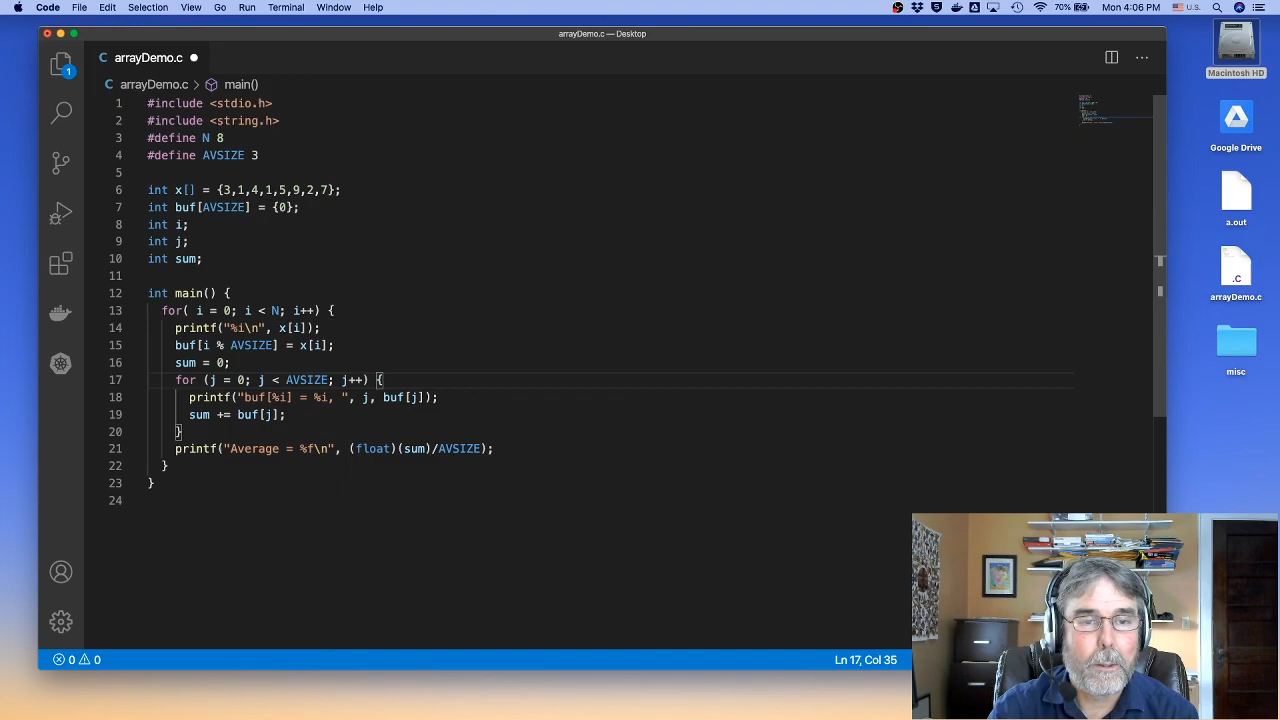 Code File Edit Selection View Go Run Terminal Window Help 70% U.S. Mon 4:06 PM
arrayDemo.c — Desktop
arrayDemo.c
arrayDemo.c > main()
1 #include <stdio.h>
2 #include <string.h>
3 #define N 8
4 #define AVSIZE 3
5
6 int x[] = {3,1,4,1,5,9,2,7};
7 int buf[AVSIZE] = {0};
8 int i;
9 int j;
10 int sum;
11
12 int main() {
13 for( i = 0; i < N; i++) {
14 printf("%i\n", x[i]);
15 buf[i % AVSIZE] = x[i];
16 sum = 0;
17 for (j = 0; j < AVSIZE; j++) {
18 printf("buf[%i] = %i, ", j, buf[j]);
19 sum += buf[j];
20 }
21 printf("Average = %f\n", (float)(sum)/AVSIZE);
22 }
23 }
24
1
0 0
Ln 17, Col 35
Macintosh HD
Google Drive
a.out
.C
arrayDemo.c
misc